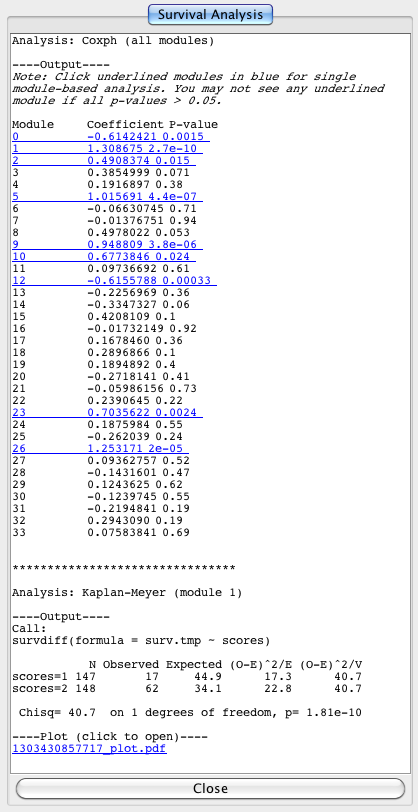 Survival Analysis
Analysis: Coxph (all modules)
----Output----
Note: Click underlined modules in blue for single
module-based analysis. You may not see any underlined
module if all p-values > 0.05.
Module Coefficient P-value
0 -0.6142421 0.0015
1 1.308675 2.7e-10
2 0.4908374 0.015
3 0.3854999 0.071
4 0.1916897 0.38
5 1.015691 4.4e-07
6 -0.06630745 0.71
7 -0.01376751 0.94
8 0.4978022 0.053
9 0.948809 3.8e-06
10 0.6773846 0.024
11 0.09736692 0.61
12 -0.6155788 0.00033
13 -0.2256969 0.36
14 -0.3347327 0.06
15 0.4208109 0.1
16 -0.01732149 0.92
17 0.1678460 0.36
18 0.2896866 0.1
19 0.1894892 0.4
20 -0.2718141 0.41
21 -0.05986156 0.73
22 0.2390645 0.22
23 0.7035622 0.0024
24 0.1875984 0.55
25 -0.262039 0.24
26 1.253171 2e-05
27 0.09362757 0.52
28 -0.1431601 0.47
29 0.1243625 0.62
30 -0.1239745 0.55
31 -0.2194841 0.19
32 0.2943090 0.19
33 0.07583841 0.69
********************************
Analysis: Kaplan-Meyer (module 1)
----Output----
Call:
survdiff(formula = surv.tmp ~ scores)
N Observed Expected (O-E)^2/E (O-E)^2/V
scores=1 147 17 44.9 17.3 40.7
scores=2 148 62 34.1 22.8 40.7
Chisq= 40.7 on 1 degrees of freedom, p= 1.81e-10
----Plot (click to open)----
1303430857717_plot.pdf
Close